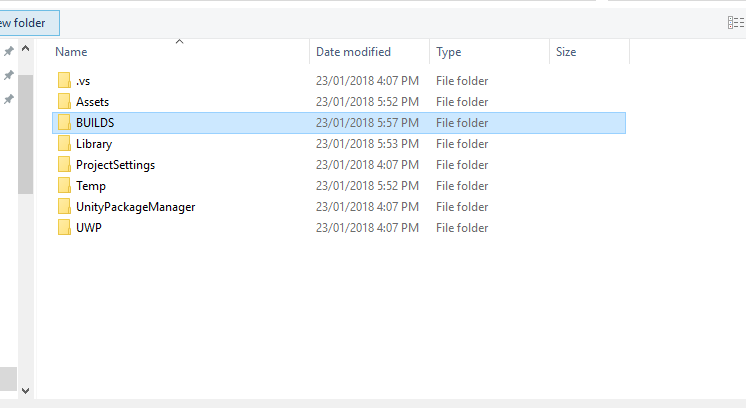 ew folder
Name Date modified Type Size
.vs 23/01/2018 4:07 PM File folder
Assets 23/01/2018 5:52 PM File folder
BUILDS 23/01/2018 5:57 PM File folder
Library 23/01/2018 5:53 PM File folder
ProjectSettings 23/01/2018 4:07 PM File folder
Temp 23/01/2018 5:52 PM File folder
UnityPackageManager 23/01/2018 4:07 PM File folder
UWP 23/01/2018 4:07 PM File folder